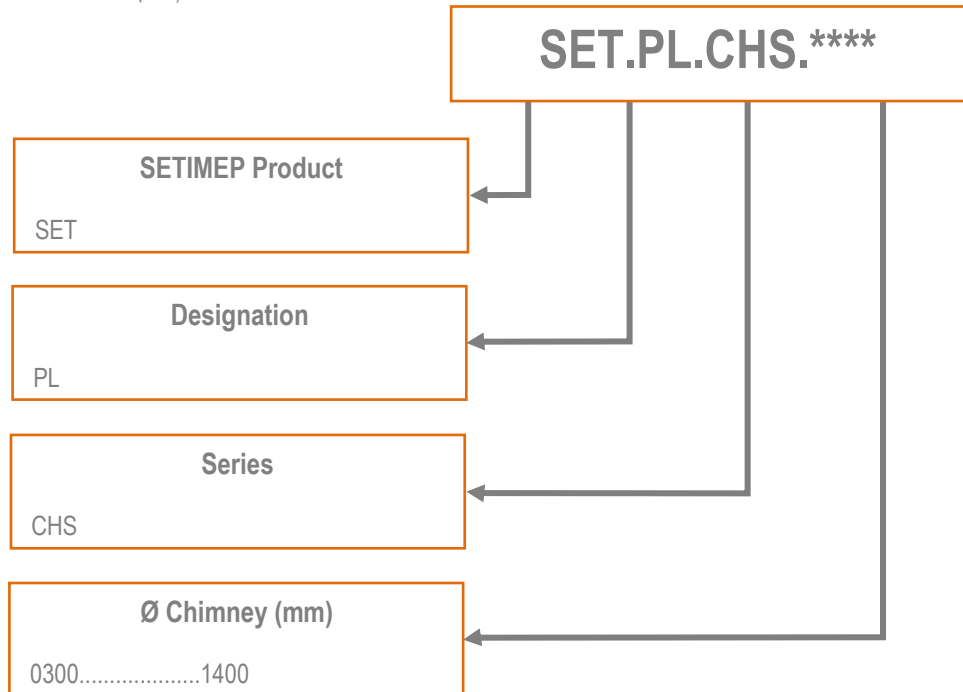 SET.PL.CHS.****
SETIMEP Product
SET
Designation
PL
Series
CHS
Ø Chimney (mm)
0300....................1400